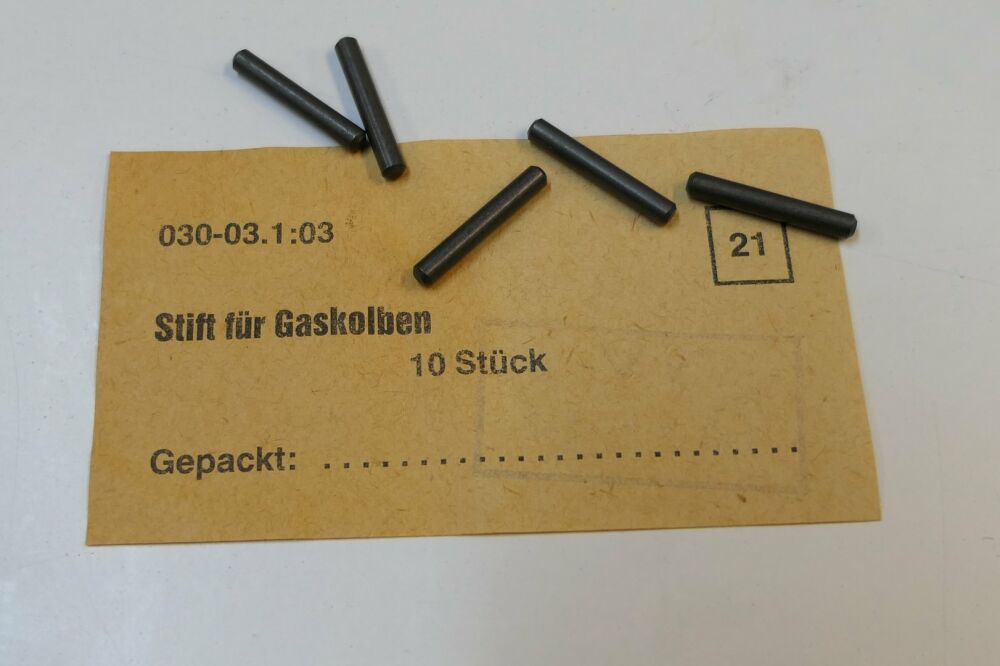 030-03.1:03
21
Stift für Gaskolben
10 Stück
Gepackt: ..........................